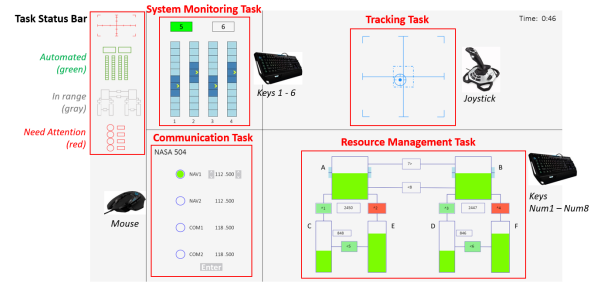 Task Status Bar
System Monitoring Task
Tracking Task
Time: 0:46
5
6
Automated
(green)
In range
(gray)
Need Attention
(red)
1 2 3 4
Keys 1 - 6
Joystick
Communication Task
Resource Management Task
NASA 504
NAV1 112.500
NAV2 112.500
COM1 118.500
COM2 118.500
Enter
Mouse
A
B
C
E
D
F
2450
2447
Keys
Num1 – Num8